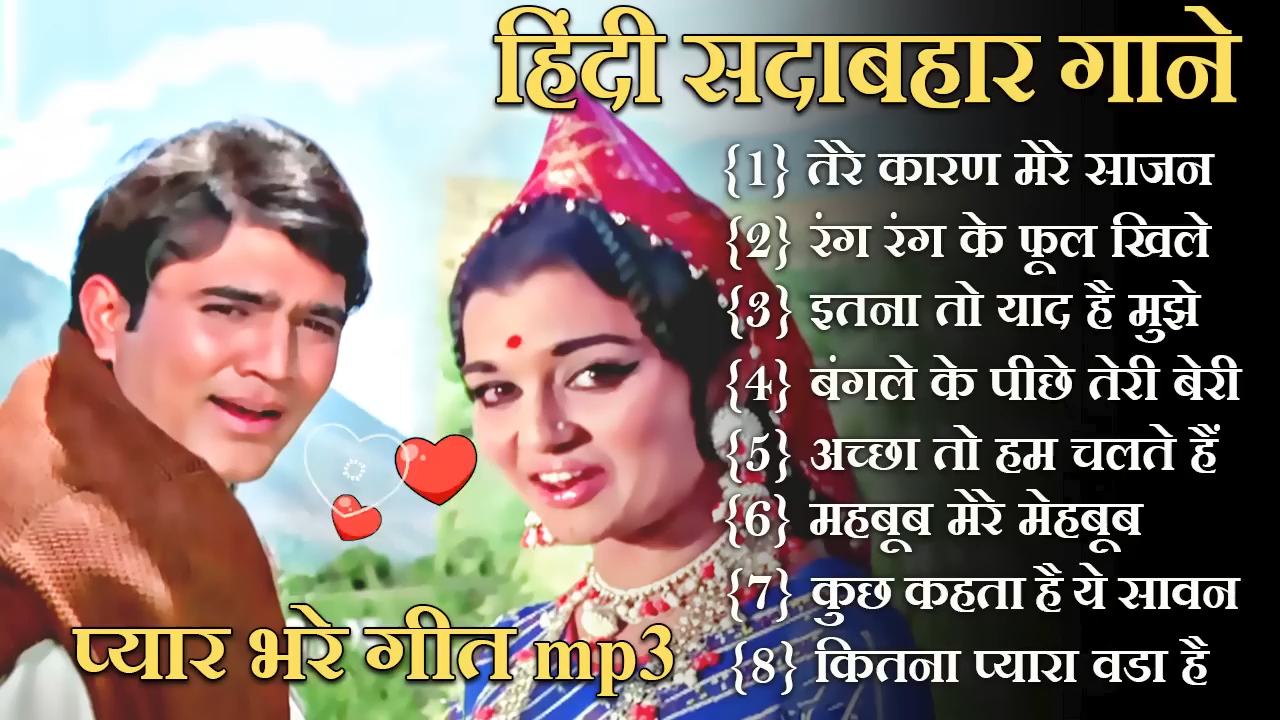 हिंदी सदाबहार गाने
{1} तेरे कारण मेरे साजन
{2} रंग रंग के फूल खिले
{3} इतना तो याद है मुझे
{4} बंगले के पीछे तेरी बेरी
{5} अच्छा तो हम चलते हैं
{6} महबूब मेरे मेहबूब
{7} कुछ कहता है ये सावन
{8} कितना प्यारा वडा है
प्यार भरे गीत mp3